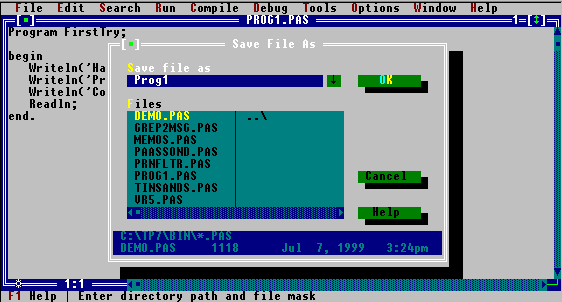 File Edit Search Run Compile Debug Tools Options Window Help
PROG1.PAS 1
Program FirstTry;
Save File As
begin
Writeln('Ha
Writeln('Pr
Writeln('Co
Readln;
end.
Save file as
Prog1
OK
Files
DEMO.PAS ..\
GREP2MSG.PAS
MEMOS.PAS
PAASSOND.PAS
PRNFLTR.PAS
PROG1.PAS
TINSANDS.PAS
VR5.PAS
Cancel
Help
C:\TP7\BIN\*.PAS
DEMO.PAS 1118 Jul 7, 1999 3:24pm
1:1
F1 Help | Enter directory path and file mask